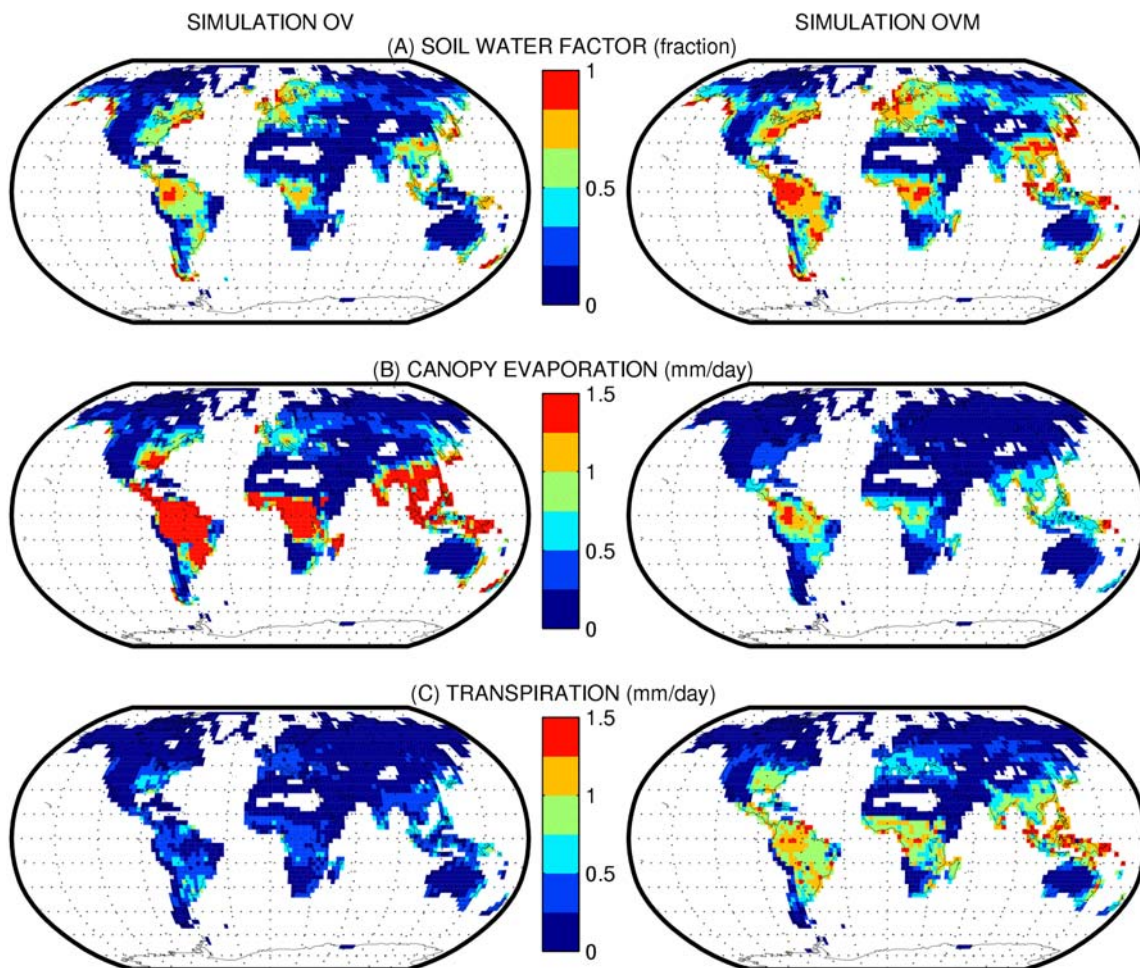 SIMULATION OV
SIMULATION OVM
(A) SOIL WATER FACTOR (fraction)
1
0.5
0
(B) CANOPY EVAPORATION (mm/day)
1.5
1
0.5
0
(C) TRANSPIRATION (mm/day)
1.5
1
0.5
0